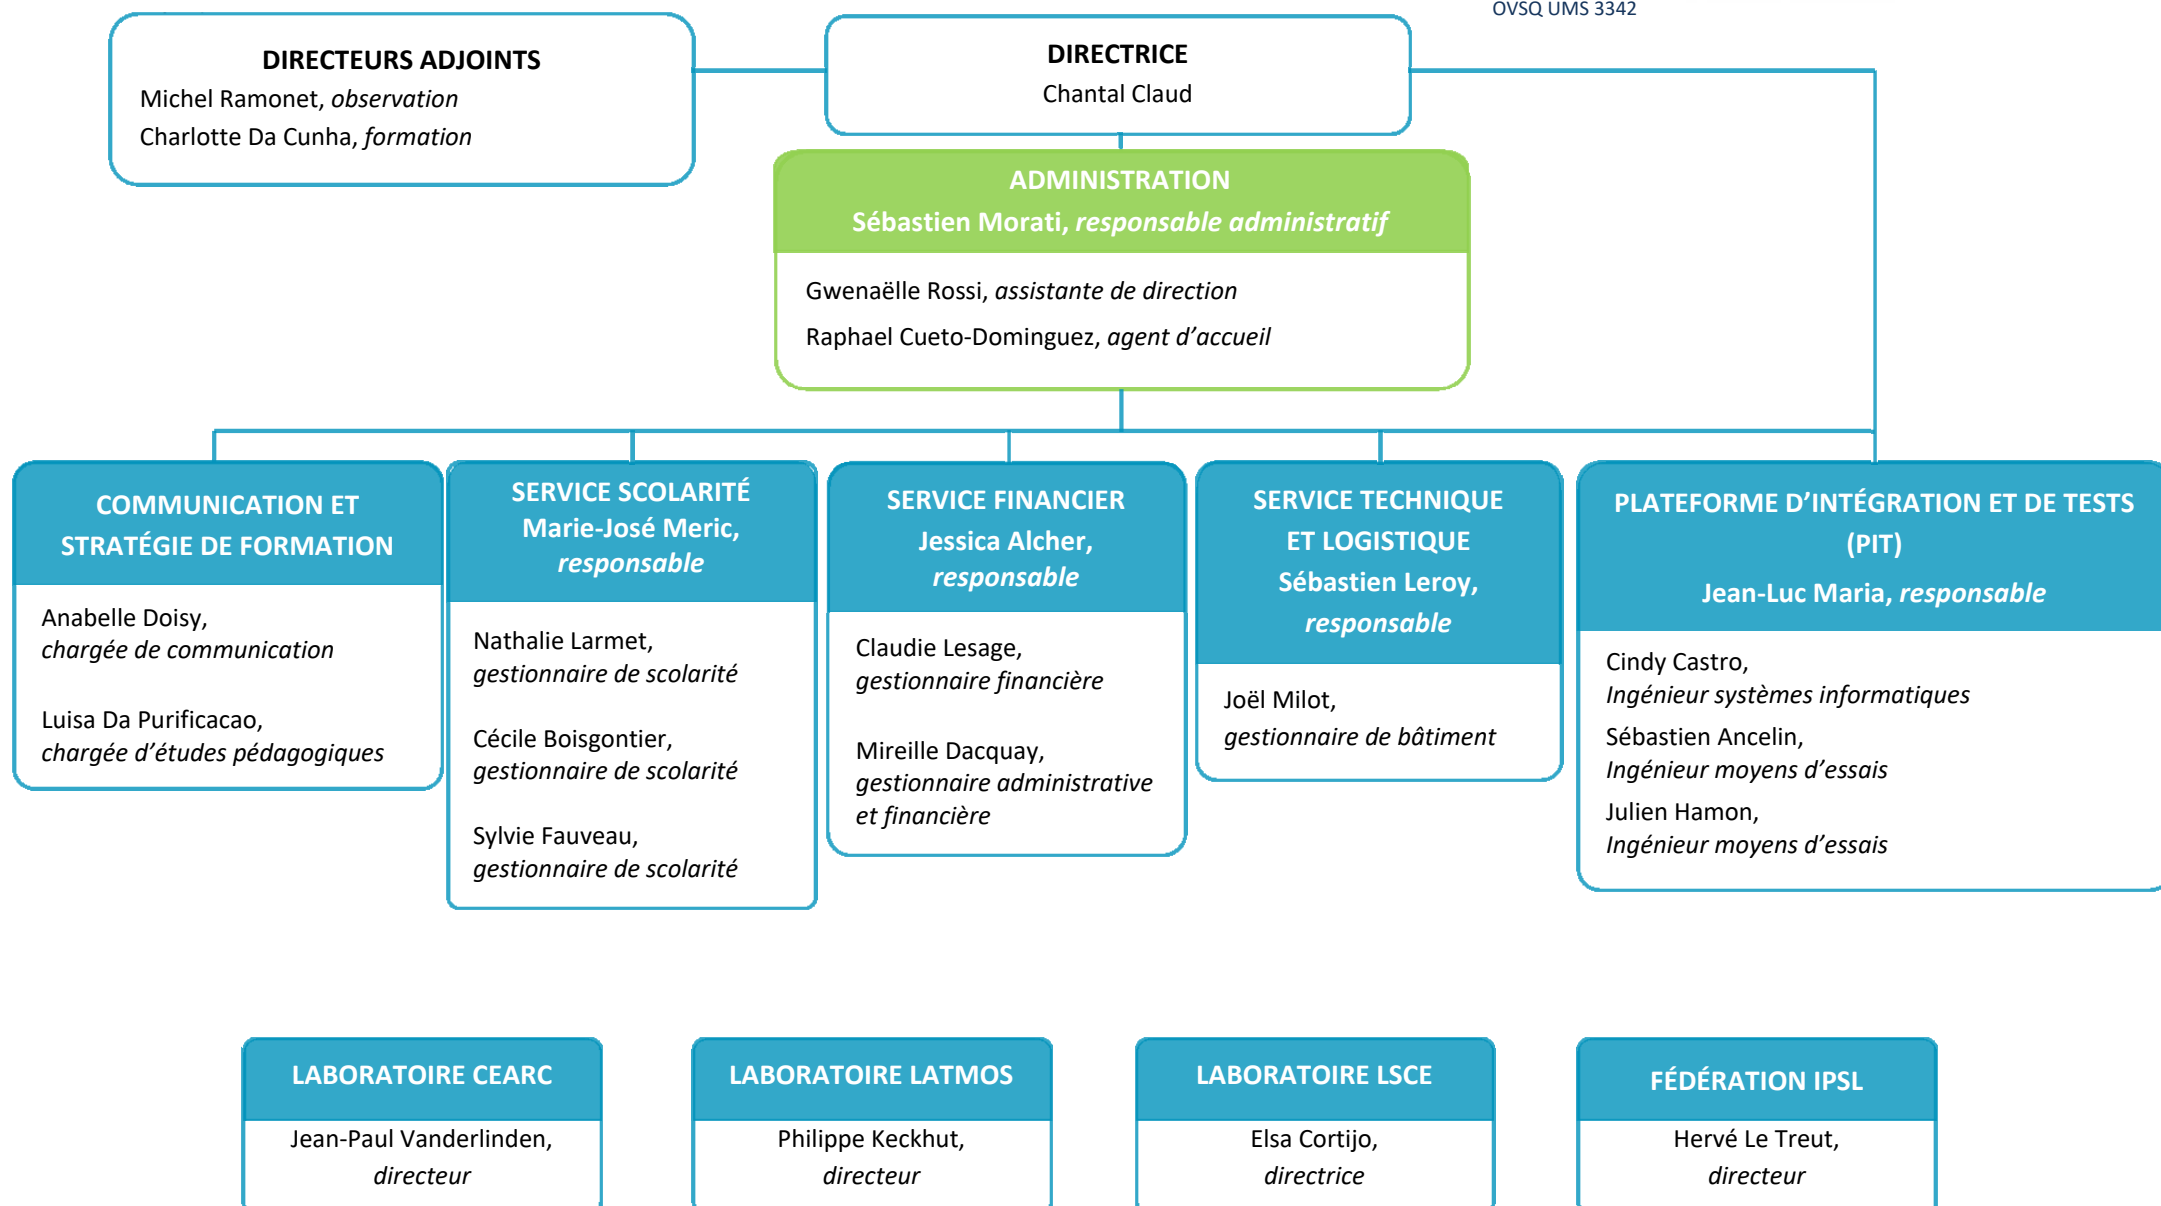 OVSQ UMS 3342
DIRECTEURS ADJOINTS
Michel Ramonet, observation
Charlotte Da Cunha, formation
DIRECTRICE
Chantal Claud
ADMINISTRATION
Sébastien Morati, responsable administratif
Gwenaëlle Rossi, assistante de direction
Raphael Cueto-Dominguez, agent d’accueil
COMMUNICATION ET
STRATÉGIE DE FORMATION
Anabelle Doisy,
chargée de communication
Luisa Da Purificacao,
chargée d’études pédagogiques
SERVICE SCOLARITÉ
Marie-José Meric,
responsable
Nathalie Larmet,
gestionnaire de scolarité
Cécile Boisgontier,
gestionnaire de scolarité
Sylvie Fauveau,
gestionnaire de scolarité
SERVICE FINANCIER
Jessica Alcher,
responsable
Claudie Lesage,
gestionnaire financière
Mireille Dacquay,
gestionnaire administrative
et financière
SERVICE TECHNIQUE
ET LOGISTIQUE
Sébastien Leroy,
responsable
Joël Milot,
gestionnaire de bâtiment
PLATEFORME D’INTÉGRATION ET DE TESTS
(PIT)
Jean-Luc Maria, responsable
Cindy Castro,
Ingénieur systèmes informatiques
Sébastien Ancelin,
Ingénieur moyens d’essais
Julien Hamon,
Ingénieur moyens d’essais
LABORATOIRE CEARC
Jean-Paul Vanderlinden,
directeur
LABORATOIRE LATMOS
Philippe Keckhut,
directeur
LABORATOIRE LSCE
Elsa Cortijo,
directrice
FÉDÉRATION IPSL
Hervé Le Treut,
directeur